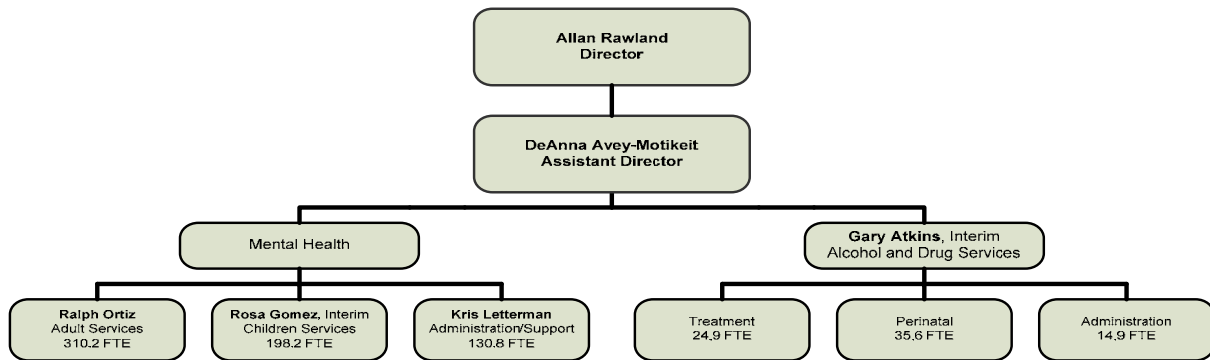 Allan Rawland
Director
DeAnna Avey-Motikeit
Assistant Director
Mental Health
Gary Atkins, Interim
Alcohol and Drug Services
Ralph Ortiz
Adult Services
310.2 FTE
Rosa Gomez, Interim
Children Services
198.2 FTE
Kris Letterman
Administration/Support
130.8 FTE
Treatment
24.9 FTE
Perinatal
35.6 FTE
Administration
14.9 FTE